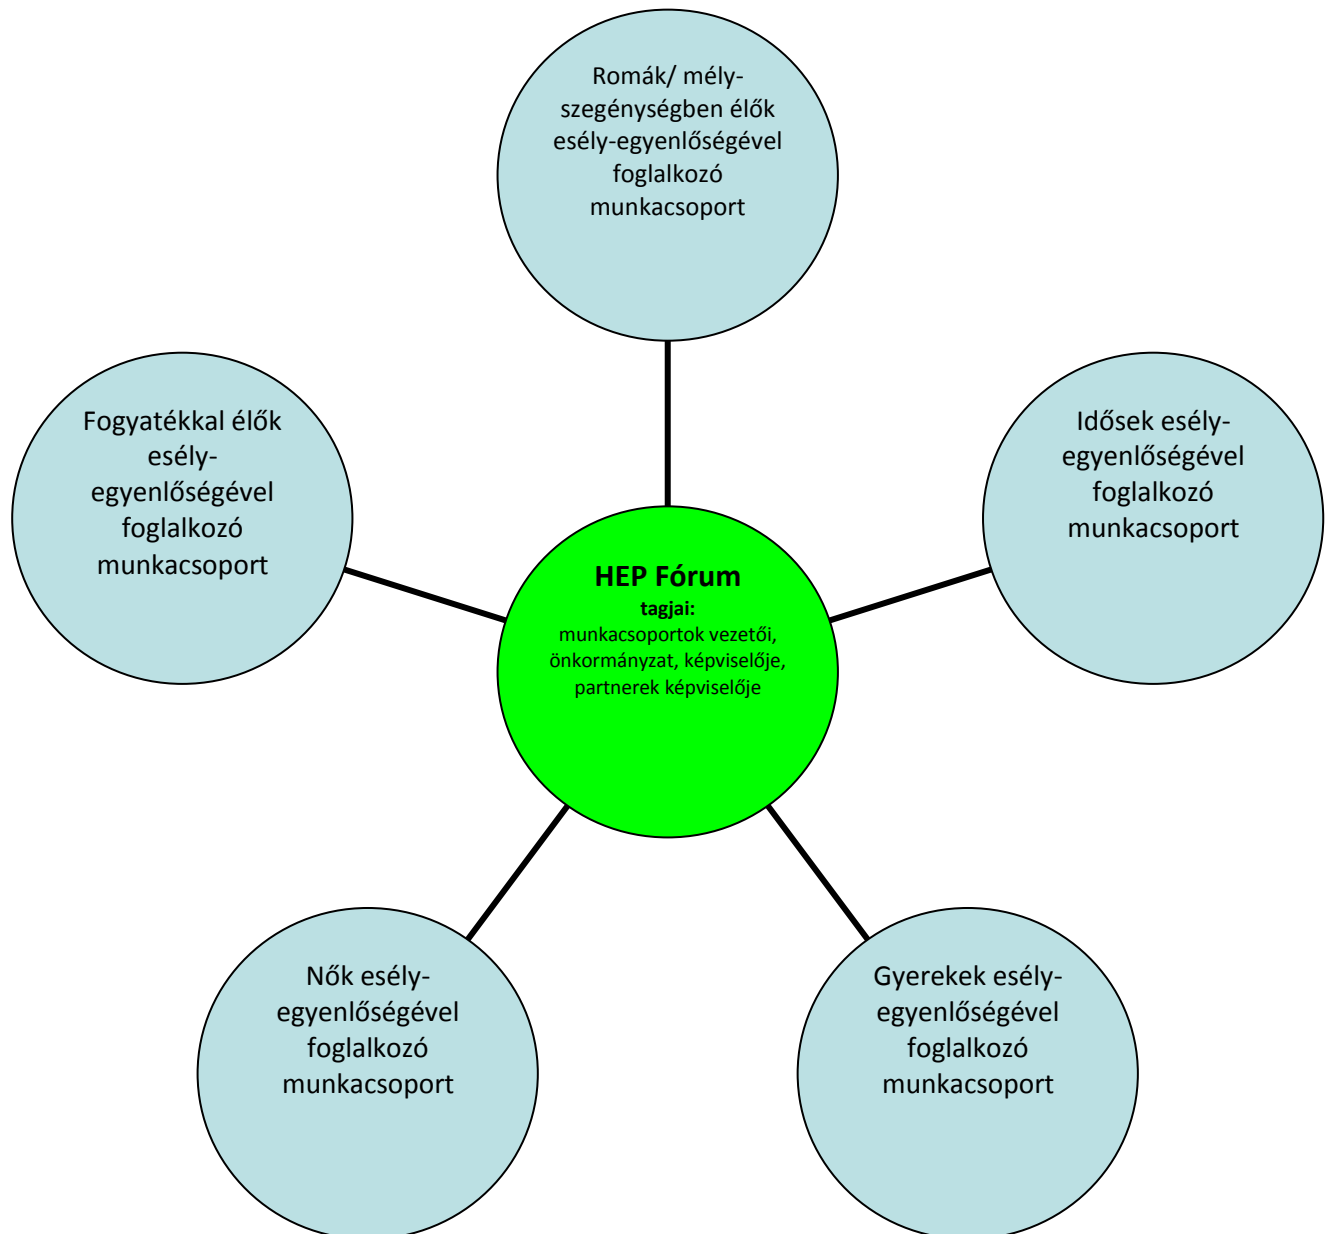 Romák/ mély-
szegénységben élők
esély-egyenlőségével
foglalkozó
munkacsoport
Fogyatékkal élők
esély-
egyenlőségével
foglalkozó
munkacsoport
Idősek esély-
egyenlőségével
foglalkozó
munkacsoport
HEP Fórum
tagjai:
munkacsoportok vezetői,
önkormányzat, képviselője,
partnerek képviselője
Nők esély-
egyenlőségével
foglalkozó
munkacsoport
Gyerekek esély-
egyenlőségével
foglalkozó
munkacsoport